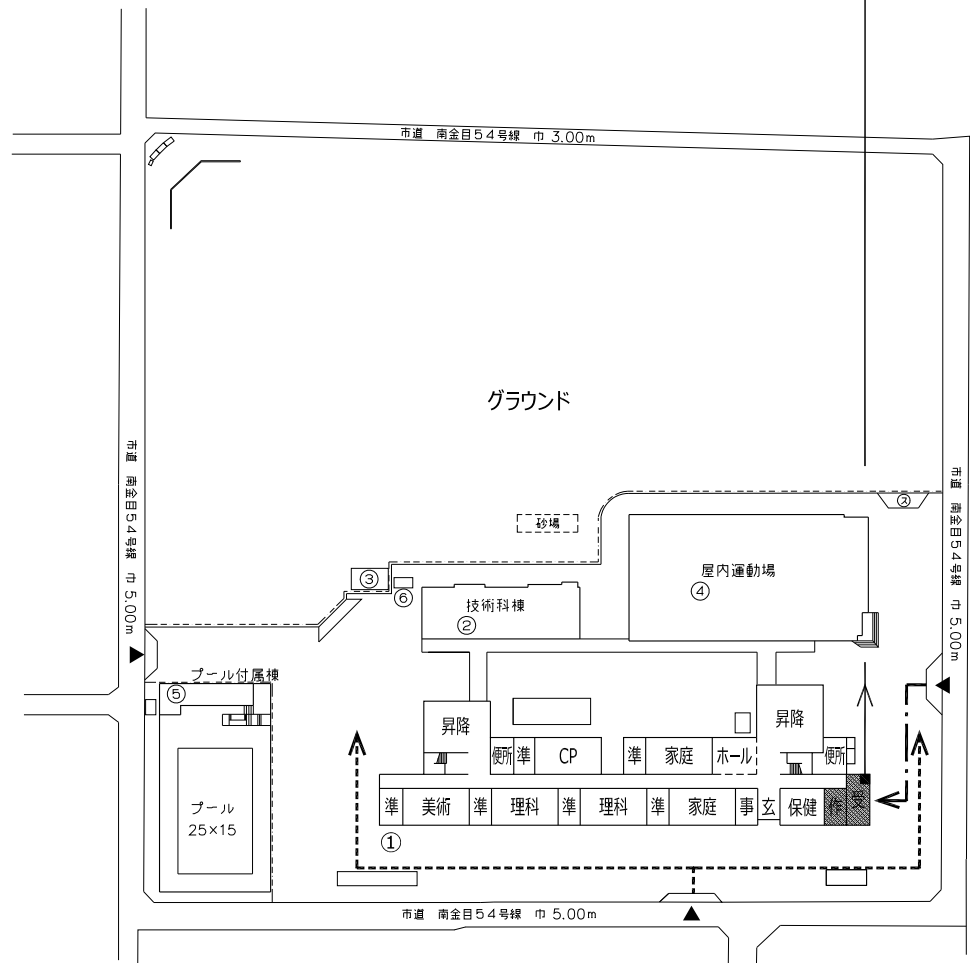 市道 南金目54号線 巾 3.00m
グラウンド
市道 南金目54号線 巾 5.00m
市道 南金目54号線 巾 5.00m
ス
砂場
屋内運動場
④
③
⑥
技術科棟
②
プール付属棟
⑤
昇降
昇降
便所
準
CP
準
家庭
ホール
便所
準
美術
準
理科
準
理科
準
家庭
事
玄
保健
作
受
プール
25×15
①
市道 南金目54号線 巾 5.00m